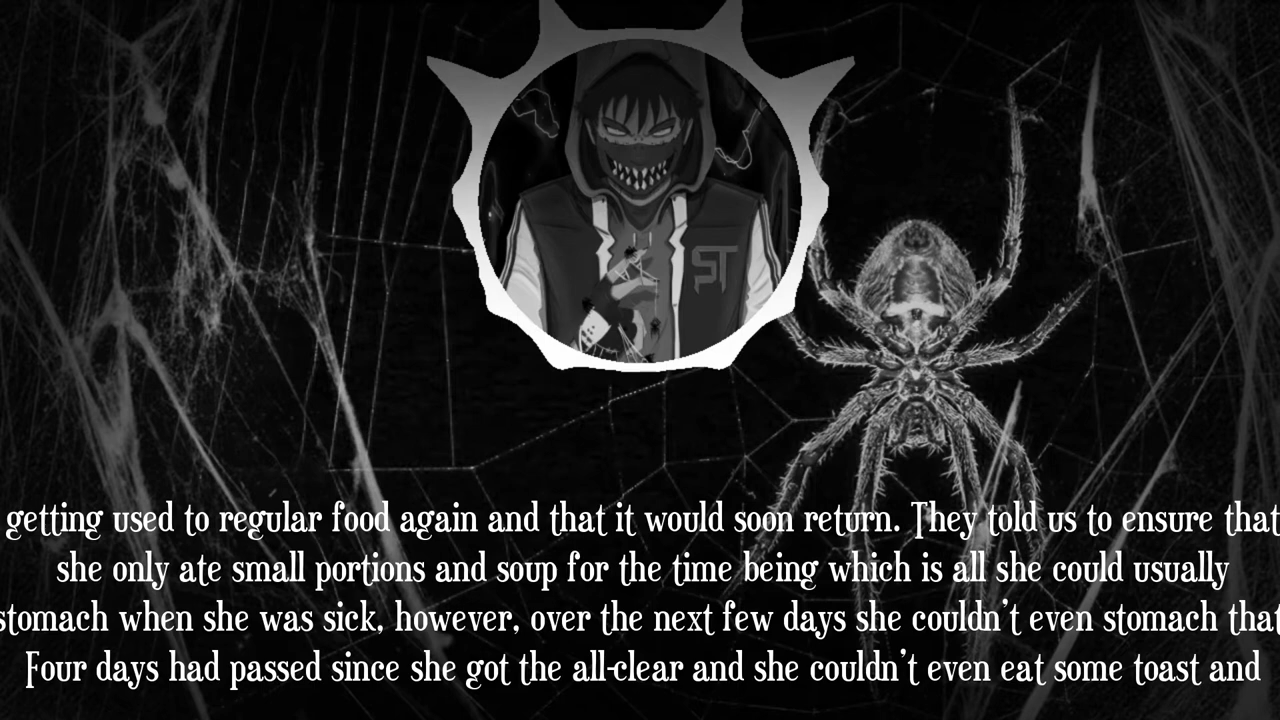 ST
getting used to regular food again and that it would soon return. They told us to ensure that
she only ate small portions and soup for the time being which is all she could usually
stomach when she was sick, however, over the next few days she couldn't even stomach that
Four days had passed since she got the all-clear and she couldn't even eat some toast and